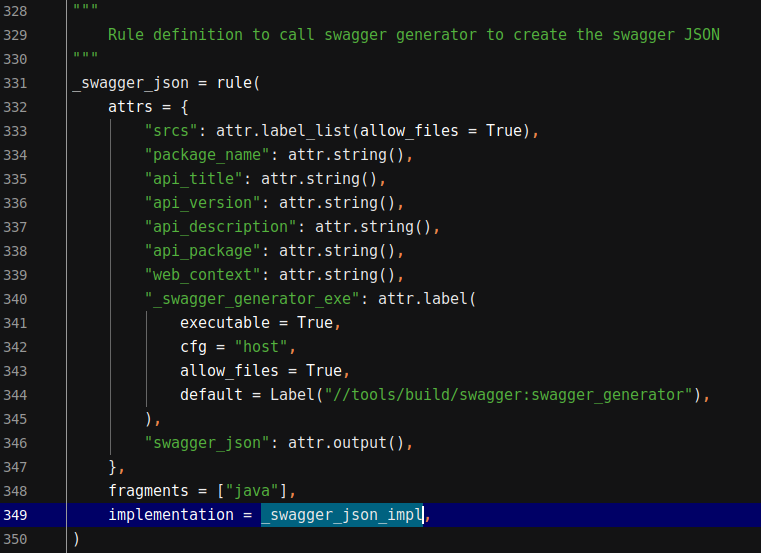 328 """
329     Rule definition to call swagger generator to create the swagger JSON
330 """
331 _swagger_json = rule(
332     attrs = {
333         "srcs": attr.label_list(allow_files = True),
334         "package_name": attr.string(),
335         "api_title": attr.string(),
336         "api_version": attr.string(),
337         "api_description": attr.string(),
338         "api_package": attr.string(),
339         "web_context": attr.string(),
340         "_swagger_generator_exe": attr.label(
341             executable = True,
342             cfg = "host",
343             allow_files = True,
344             default = Label("//tools/build/swagger:swagger_generator"),
345         ),
346         "swagger_json": attr.output(),
347     },
348     fragments = ["java"],
349     implementation = _swagger_json_impl,
350 )